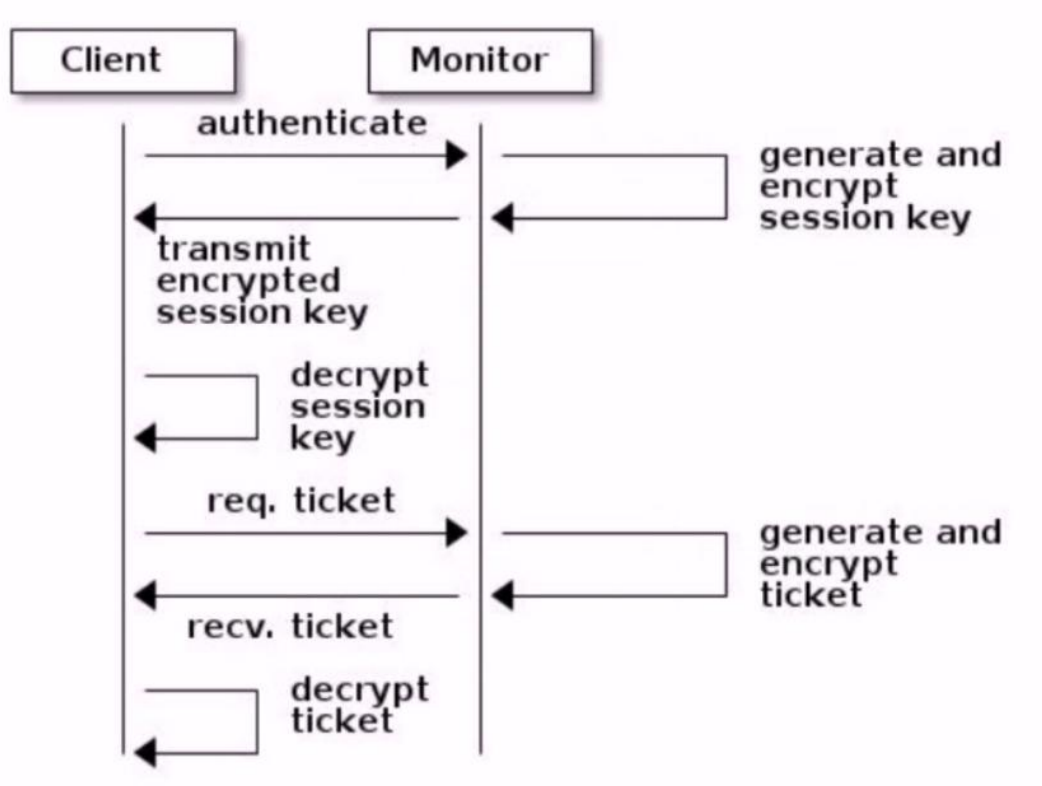 Client
Monitor
authenticate
generate and
encrypt
session key
transmit
encrypted
session key
decrypt
session
key
req. ticket
generate and
encrypt
ticket
recv. ticket
decrypt
ticket